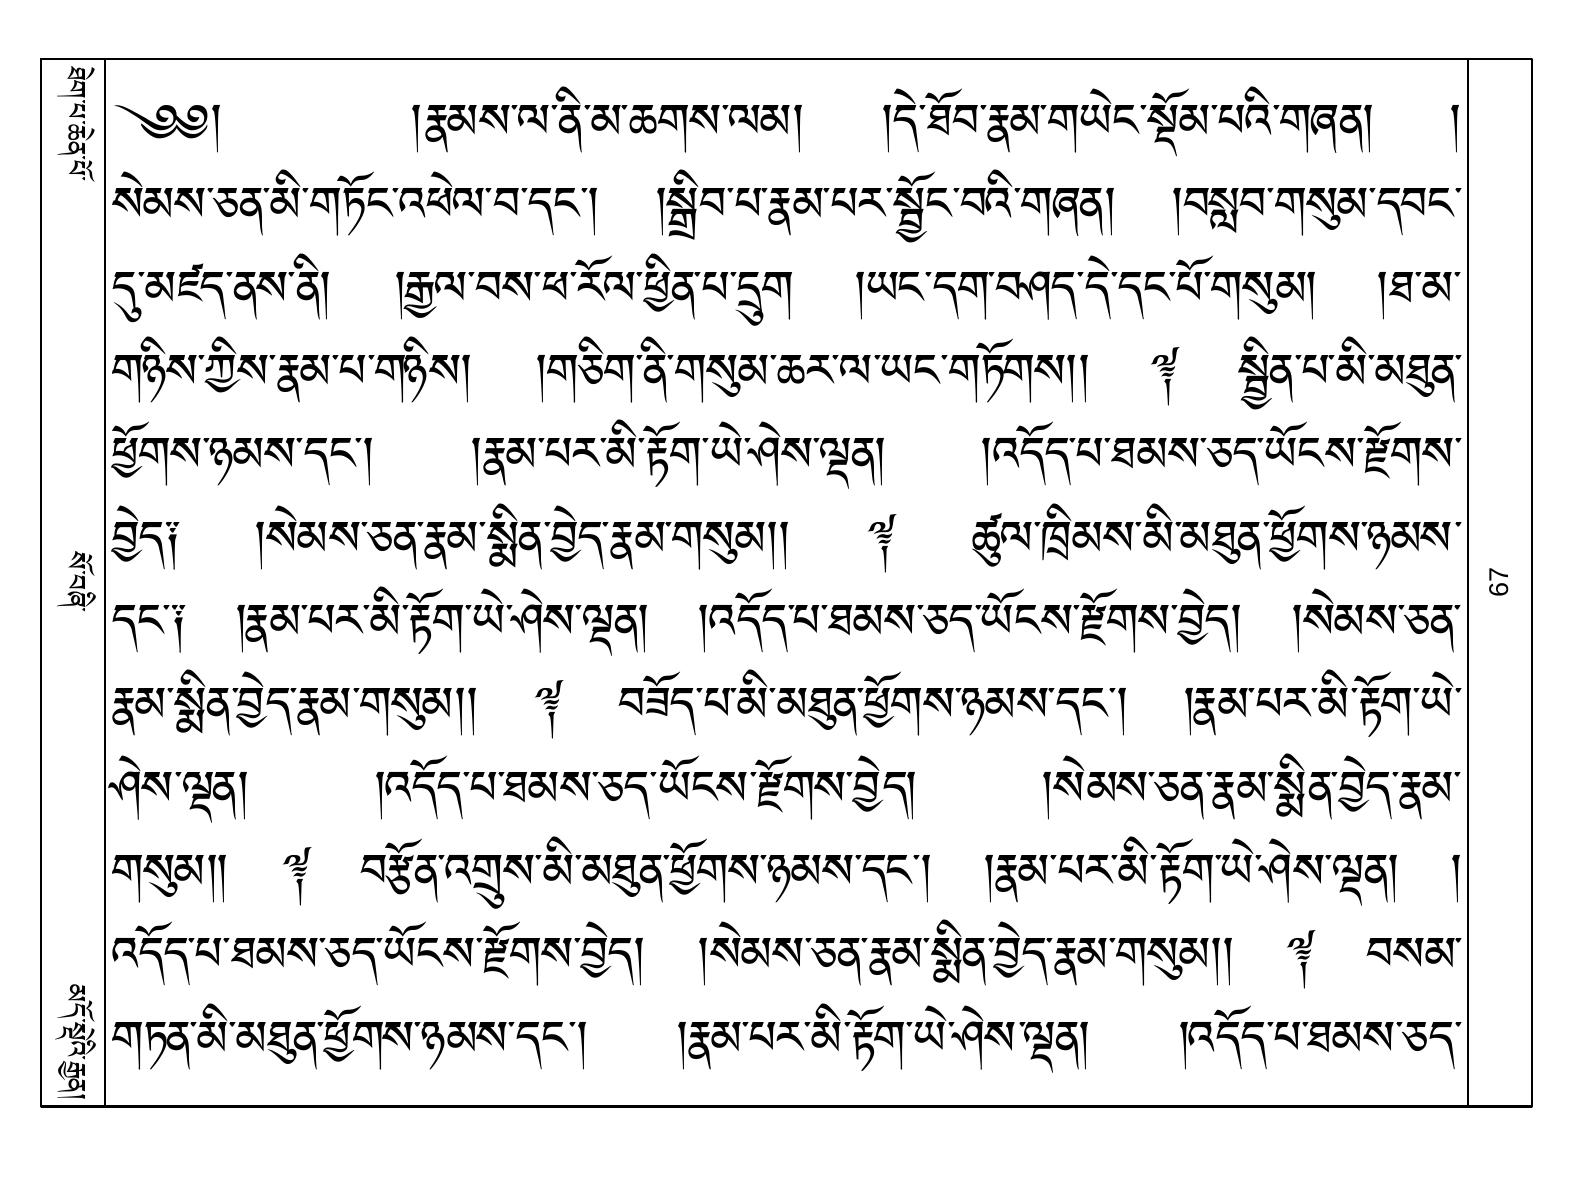 ཐེག་པ་ཆེན་པོ་
སོ་བཞི་
མདོ་སྡེའི་རྒྱན།
༄༅། །རྣམས་ལ་ནི་མ་ཆགས་ལམ། །དེ་ཐོབ་རྣམ་གཡེང་སྡོམ་པའི་གཞན། །
སེམས་ཅན་མི་གཏོང་འཕེལ་བ་དང་། །སྒྲིབ་པ་རྣམ་པར་སྦྱོང་བའི་གཞན། །བསླབ་གསུམ་དབང་
དུ་མཛད་ནས་ནི། །རྒྱལ་བས་ཕ་རོལ་ཕྱིན་པ་དྲུག །ཡང་དག་བཤད་དེ་དང་པོ་གསུམ། །ཐ་མ་
གཉིས་ཀྱིས་རྣམ་པ་གཉིས། །གཅིག་ནི་གསུམ་ཆར་ལ་ཡང་གཏོགས།། ༈ སྦྱིན་པ་མི་མཐུན་
ཕྱོགས་ཉམས་དང་། །རྣམ་པར་མི་རྟོག་ཡེ་ཤེས་ལྡན། །འདོད་པ་ཐམས་ཅད་ཡོངས་རྫོགས་
བྱེད༑ །སེམས་ཅན་རྣམ་སྨིན་བྱེད་རྣམ་གསུམ།། ༈ ཚུལ་ཁྲིམས་མི་མཐུན་ཕྱོགས་ཉམས་
དང་༑ །རྣམ་པར་མི་རྟོག་ཡེ་ཤེས་ལྡན། །འདོད་པ་ཐམས་ཅད་ཡོངས་རྫོགས་བྱེད། །སེམས་ཅན་
རྣམ་སྨིན་བྱེད་རྣམ་གསུམ།། ༈ བཟོད་པ་མི་མཐུན་ཕྱོགས་ཉམས་དང་། །རྣམ་པར་མི་རྟོག་ཡེ་
ཤེས་ལྡན། །འདོད་པ་ཐམས་ཅད་ཡོངས་རྫོགས་བྱེད། །སེམས་ཅན་རྣམ་སྨིན་བྱེད་རྣམ་
གསུམ།། ༈ བརྩོན་འགྲུས་མི་མཐུན་ཕྱོགས་ཉམས་དང་། །རྣམ་པར་མི་རྟོག་ཡེ་ཤེས་ལྡན། །
འདོད་པ་ཐམས་ཅད་ཡོངས་རྫོགས་བྱེད། །སེམས་ཅན་རྣམ་སྨིན་བྱེད་རྣམ་གསུམ།། ༈ བསམ་
གཏན་མི་མཐུན་ཕྱོགས་ཉམས་དང་། །རྣམ་པར་མི་རྟོག་ཡེ་ཤེས་ལྡན། །འདོད་པ་ཐམས་ཅད་
67